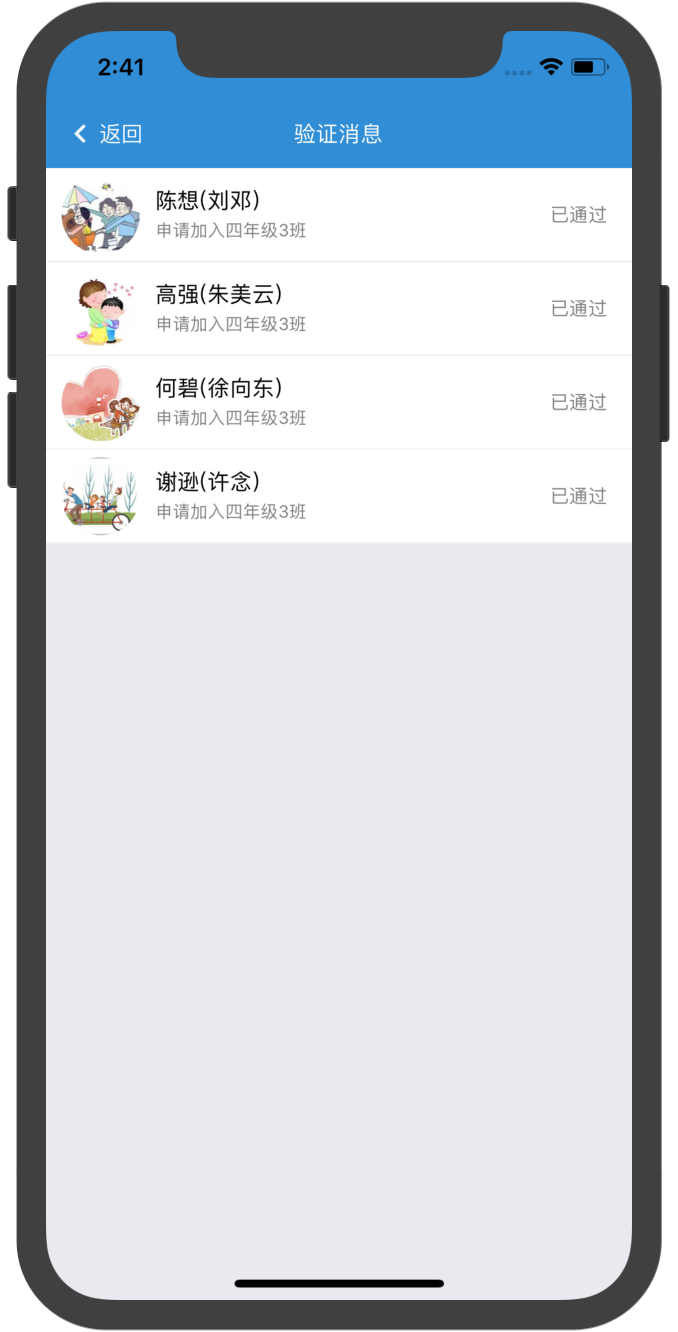 2:41
返回
验证消息
陈想(刘邓)
申请加入四年级3班
已通过
高强(朱美云)
申请加入四年级3班
已通过
何碧(徐向东)
申请加入四年级3班
已通过
谢逊(许念)
申请加入四年级3班
已通过